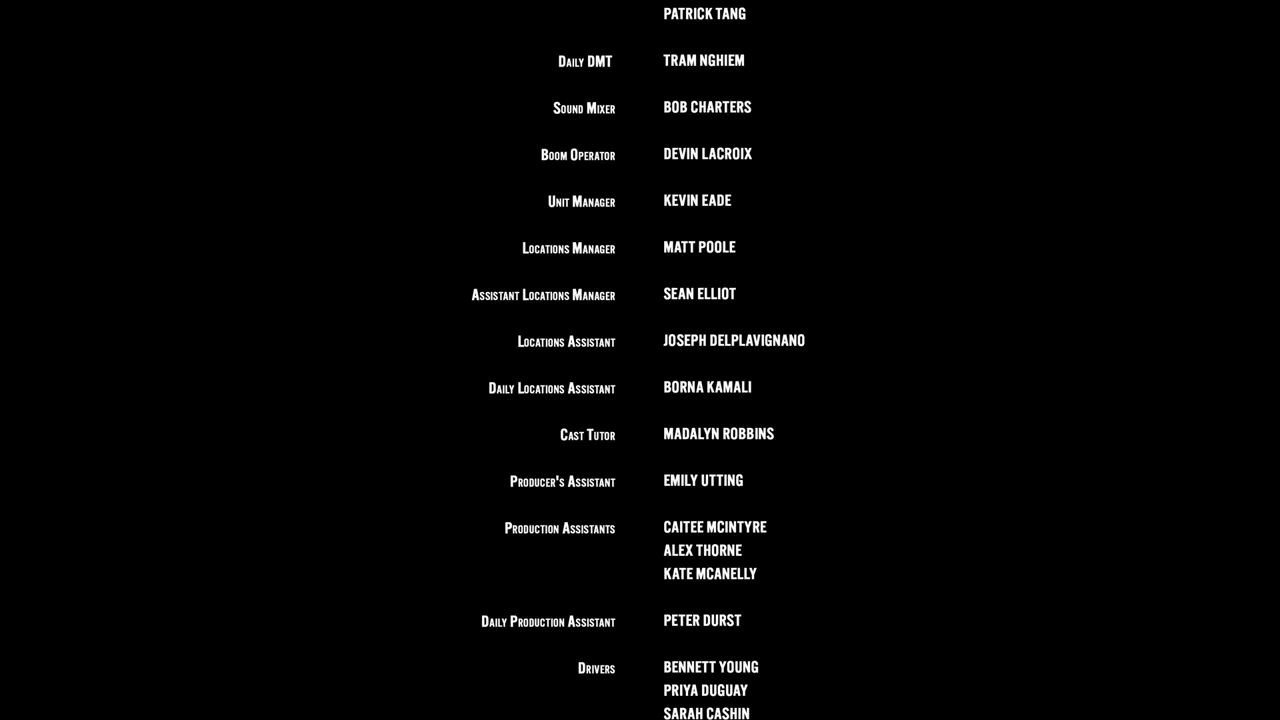 PATRICK TANG
Daily DMT TRAM NGHIEM
Sound Mixer BOB CHARTERS
Boom Operator DEVIN LACROIX
Unit Manager KEVIN EADE
Locations Manager MATT POOLE
Assistant Locations Manager SEAN ELLIOT
Locations Assistant JOSEPH DELPLAVIGNANO
Daily Locations Assistant BORNA KAMALI
Cast Tutor MADALYN ROBBINS
Producer's Assistant EMILY UTTING
Production Assistants CAITEE MCINTYRE
ALEX THORNE
KATE MCANELLY
Daily Production Assistant PETER DURST
Drivers BENNETT YOUNG
PRIYA DUGUAY
SARAH CASHIN